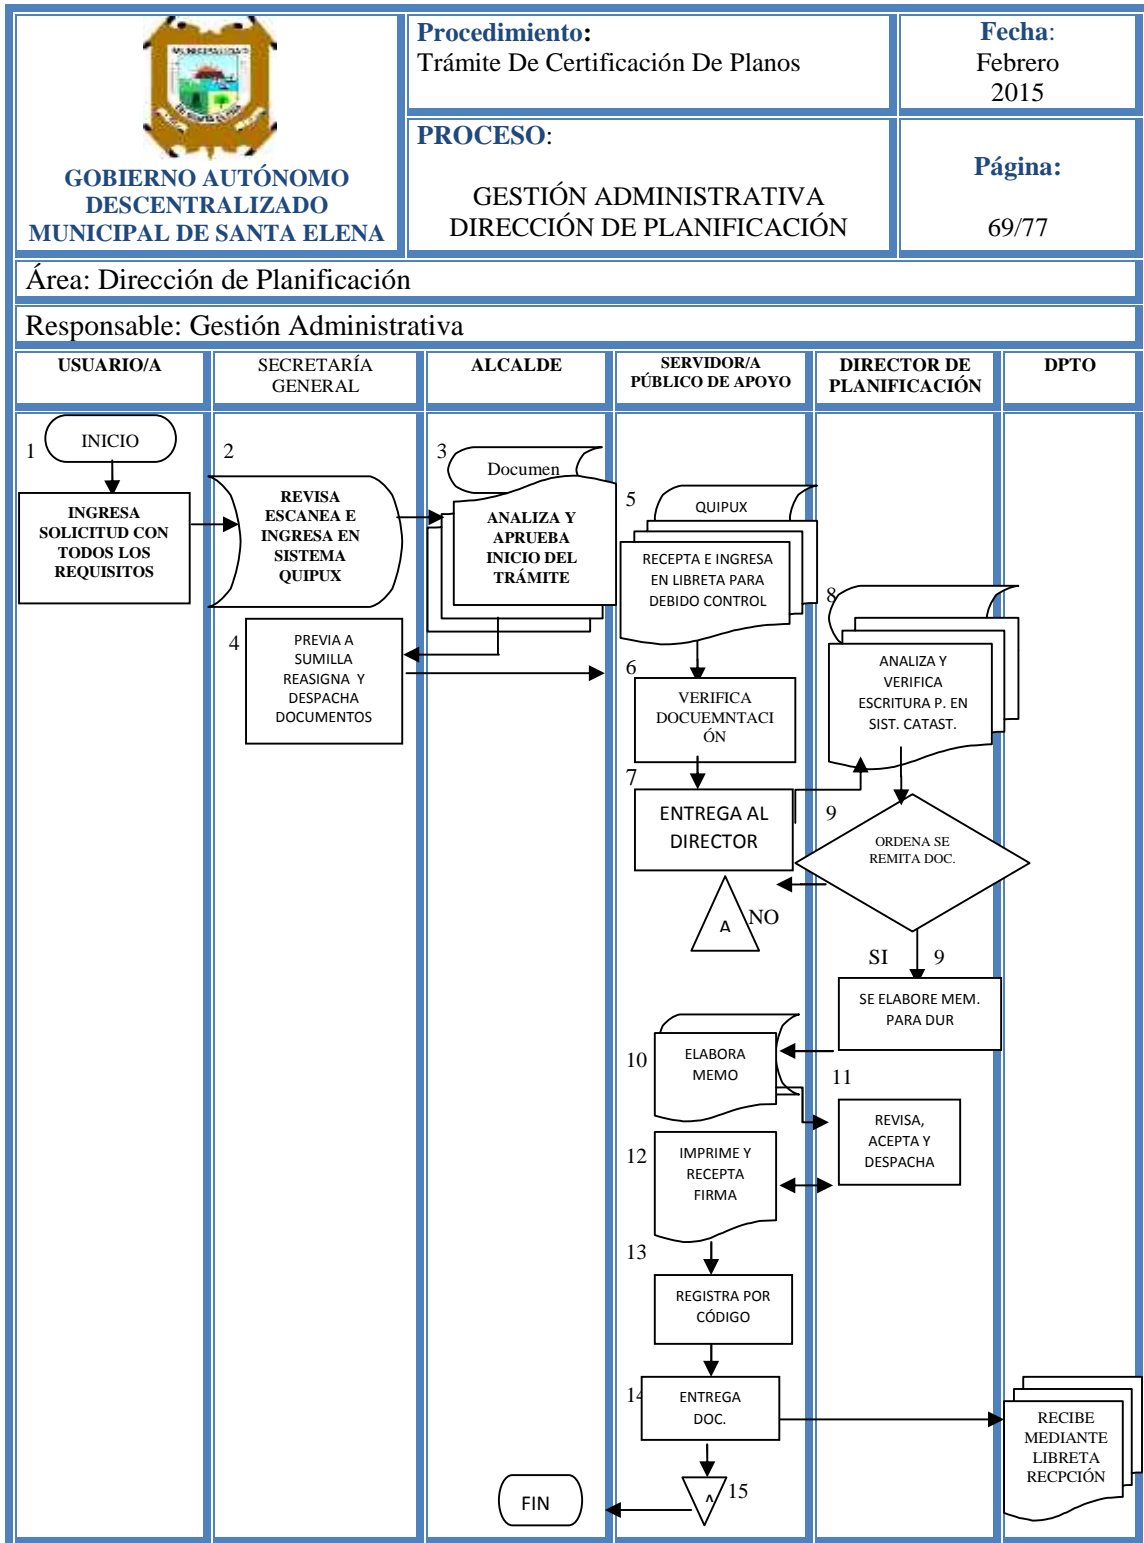 MUNICIPALIDAD
GOBIERNO AUTÓNOMO
DESCENTRALIZADO
MUNICIPAL DE SANTA ELENA
Procedimiento:
Trámite De Certificación De Planos
Fecha:
Febrero
2015
PROCESO:
GESTIÓN ADMINISTRATIVA
DIRECCIÓN DE PLANIFICACIÓN
Página:
69/77
Área: Dirección de Planificación
Responsable: Gestión Administrativa
USUARIO/A
SECRETARÍA
GENERAL
ALCALDE
SERVIDOR/A
PÚBLICO DE APOYO
DIRECTOR DE
PLANIFICACIÓN
DPTO
1
INICIO
INGRESA
SOLICITUD CON
TODOS LOS
REQUISITOS
2
REVISA
ESCANEA E
INGRESA EN
SISTEMA
QUIPUX
3
Documen
ANALIZA Y
APRUEBA
INICIO DEL
TRÁMITE
4
PREVIA A
SUMILLA
REASIGNA Y
DESPACHA
DOCUMENTOS
5
QUIPUX
RECEPTA E INGRESA
EN LIBRETA PARA
DEBIDO CONTROL
6
VERIFICA
DOCUEMNTACI
ÓN
7
ENTREGA AL
DIRECTOR
8
ANALIZA Y
VERIFICA
ESCRITURA P. EN
SIST. CATAST.
9
ORDENA SE
REMITA DOC.
A
NO
SI
9
SE ELABORE MEM.
PARA DUR
10
ELABORA
MEMO
11
REVISA,
ACEPTA Y
DESPACHA
12
IMPRIME Y
RECEPTA
FIRMA
13
REGISTRA POR
CÓDIGO
14
ENTREGA
DOC.
RECIBE
MEDIANTE
LIBRETA
RECPCIÓN
15
FIN